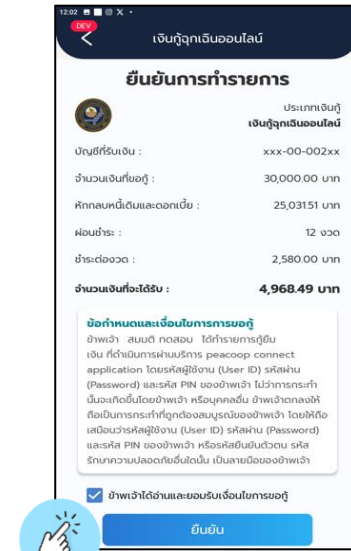 12:02
DEV
เงินกู้ฉุกเฉินออนไลน์
ยืนยันการทำรายการ
ประเภทเงินกู้
เงินกู้ฉุกเฉินออนไลน์
บัญชีที่รับเงิน : xxx-00-002xx
จำนวนเงินที่ขอกู้ : 30,000.00 บาท
หักกลบหนี้เดิมและดอกเบี้ย : 25,031.51 บาท
ผ่อนชำระ : 12 งวด
ชำระต่องวด : 2,580.00 บาท
จำนวนเงินที่จะได้รับ : 4,968.49 บาท
ข้อกำหนดและเงื่อนไขการการขอกู้
ข้าพเจ้า สมมติ ทดสอบ ได้ทำรายการกู้ยืม
เงิน ที่ดำเนินการผ่านบริการ peacoop connect
application โดยรหัสผู้ใช้งาน (User ID) รหัสผ่าน
(Password) และรหัส PIN ของข้าพเจ้า ไม่ว่าการกระทำ
นั้นจะเกิดขึ้นโดยข้าพเจ้า หรือบุคคลอื่น ข้าพเจ้าตกลงให้
ถือเป็นการกระทำที่ถูกต้องสมบูรณ์ของข้าพเจ้า โดยให้ถือ
เสมือนว่ารหัสผู้ใช้งาน (User ID) รหัสผ่าน (Password)
และรหัส PIN ของข้าพเจ้า หรือรหัสยืนยันตัวตน รหัส
รักษาความปลอดภัยอื่นใดนั้น เป็นลายมือของข้าพเจ้า
ข้าพเจ้าได้อ่านและยอมรับเงื่อนไขการขอกู้
ยืนยัน